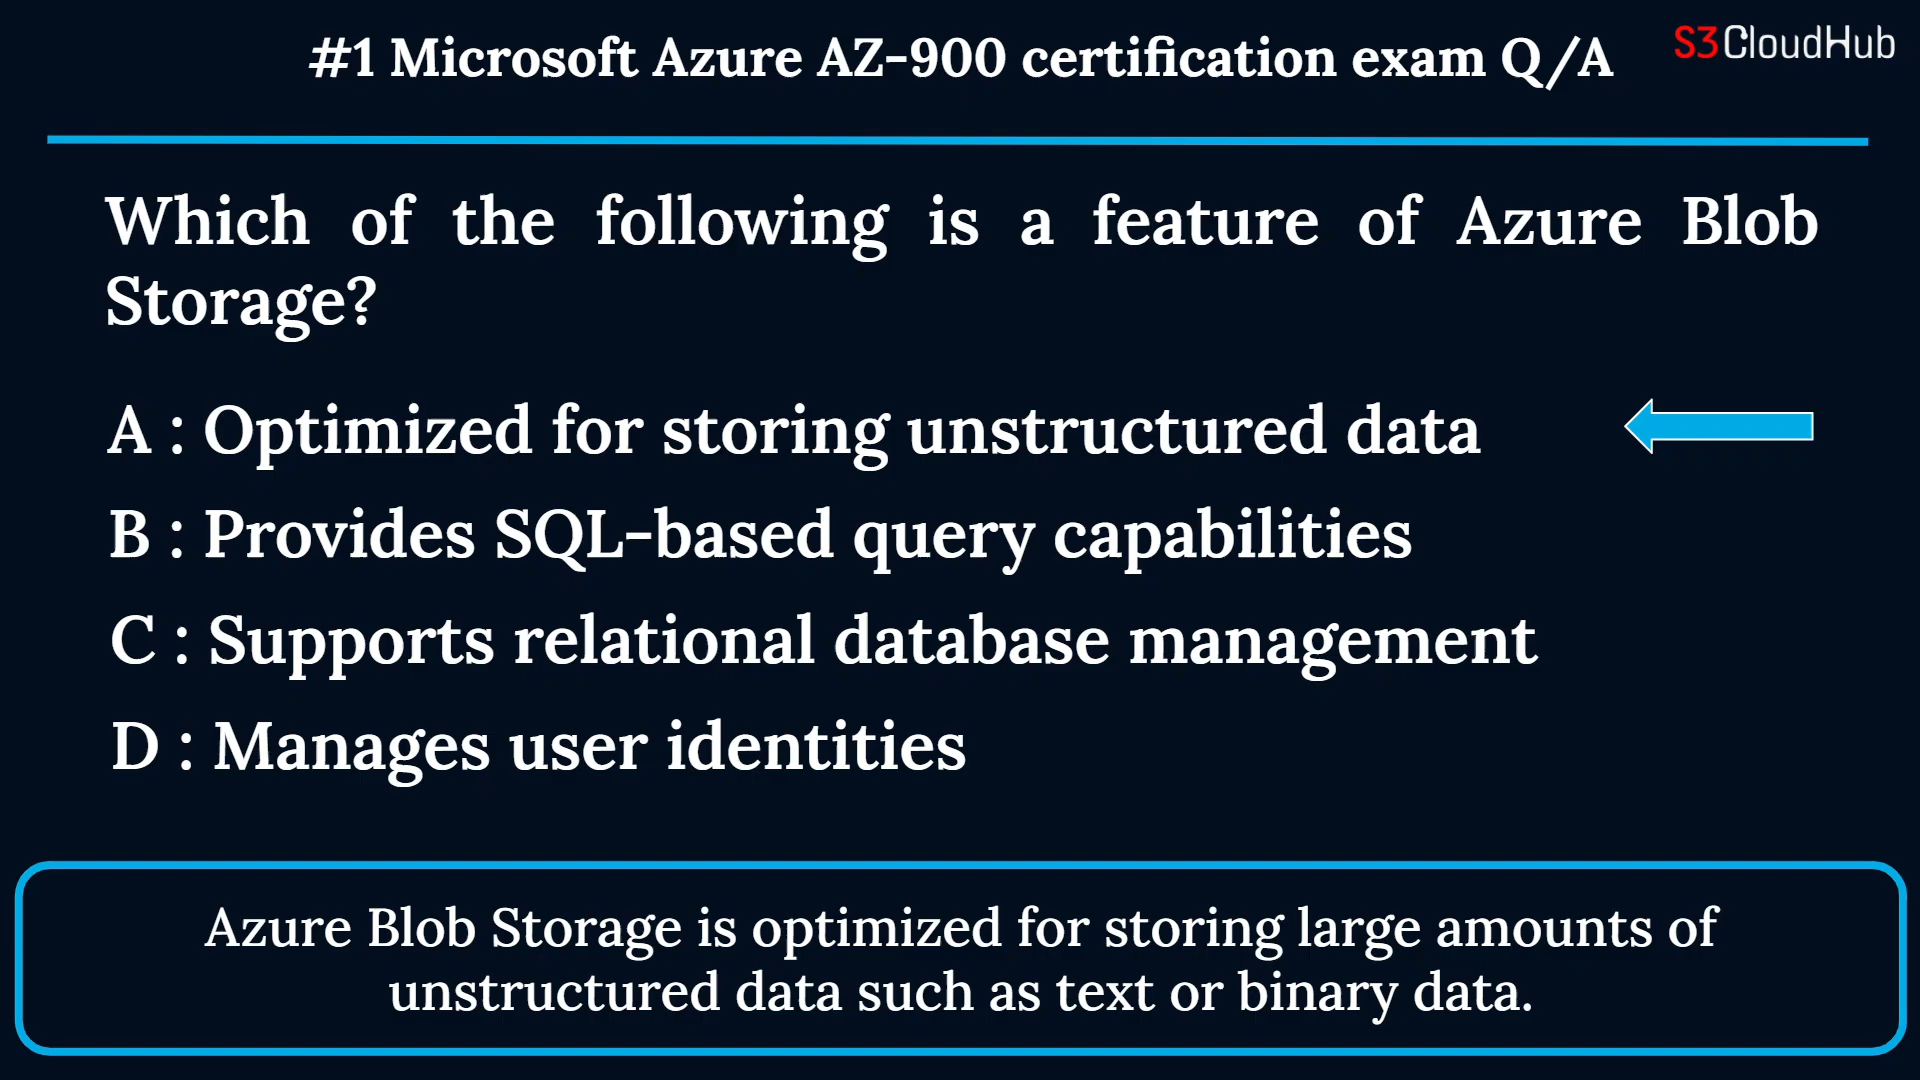 #1 Microsoft Azure AZ-900 certification exam Q/A
S3CloudHub
Which of the following is a feature of Azure Blob
Storage?
A : Optimized for storing unstructured data
B : Provides SQL-based query capabilities
C : Supports relational database management
D : Manages user identities
Azure Blob Storage is optimized for storing large amounts of
unstructured data such as text or binary data.